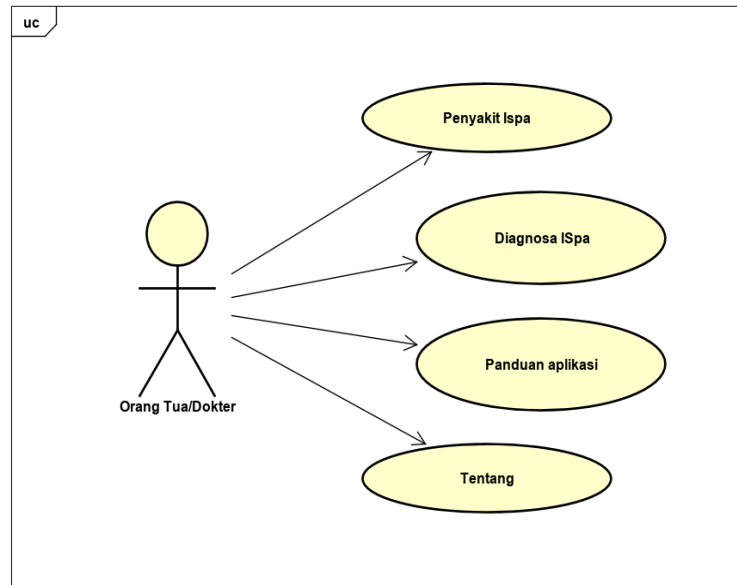 uc
Penyakit Ispa
Diagnosa ISpa
Panduan aplikasi
Orang Tua/Dokter
Tentang